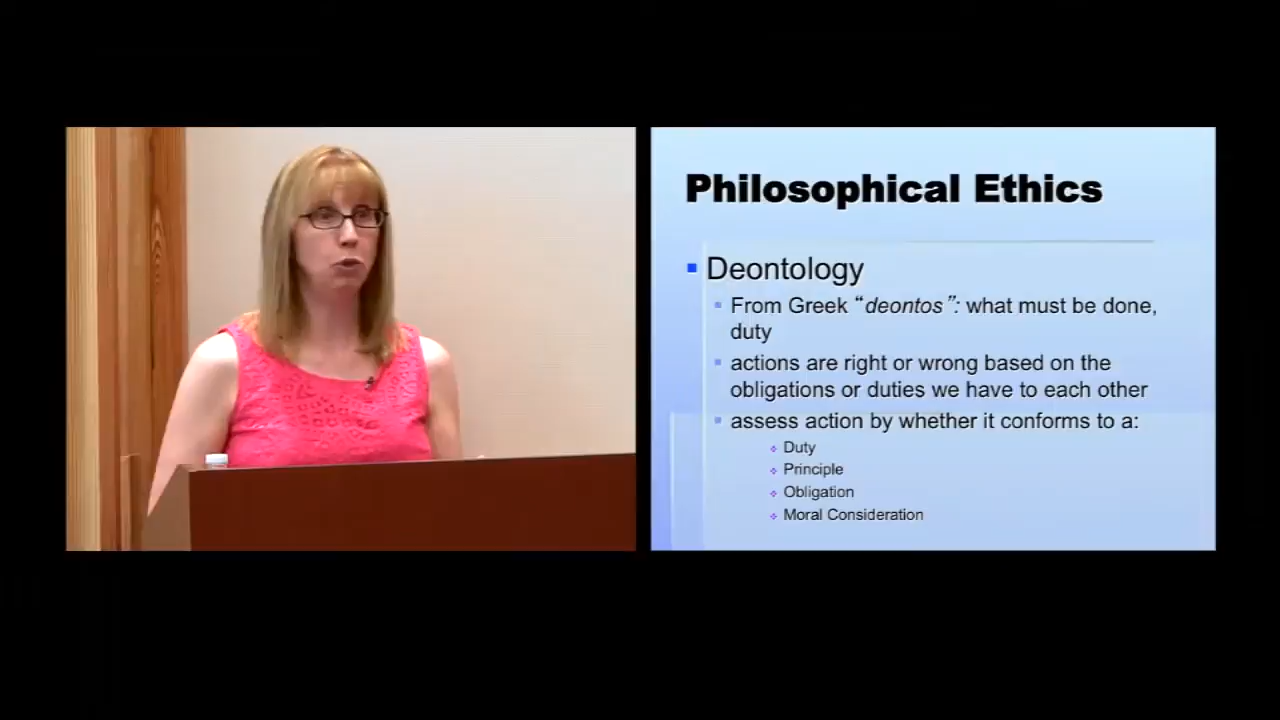 Philosophical Ethics
Deontology
From Greek “deontos”: what must be done,
duty
actions are right or wrong based on the
obligations or duties we have to each other
assess action by whether it conforms to a:
Duty
Principle
Obligation
Moral Consideration